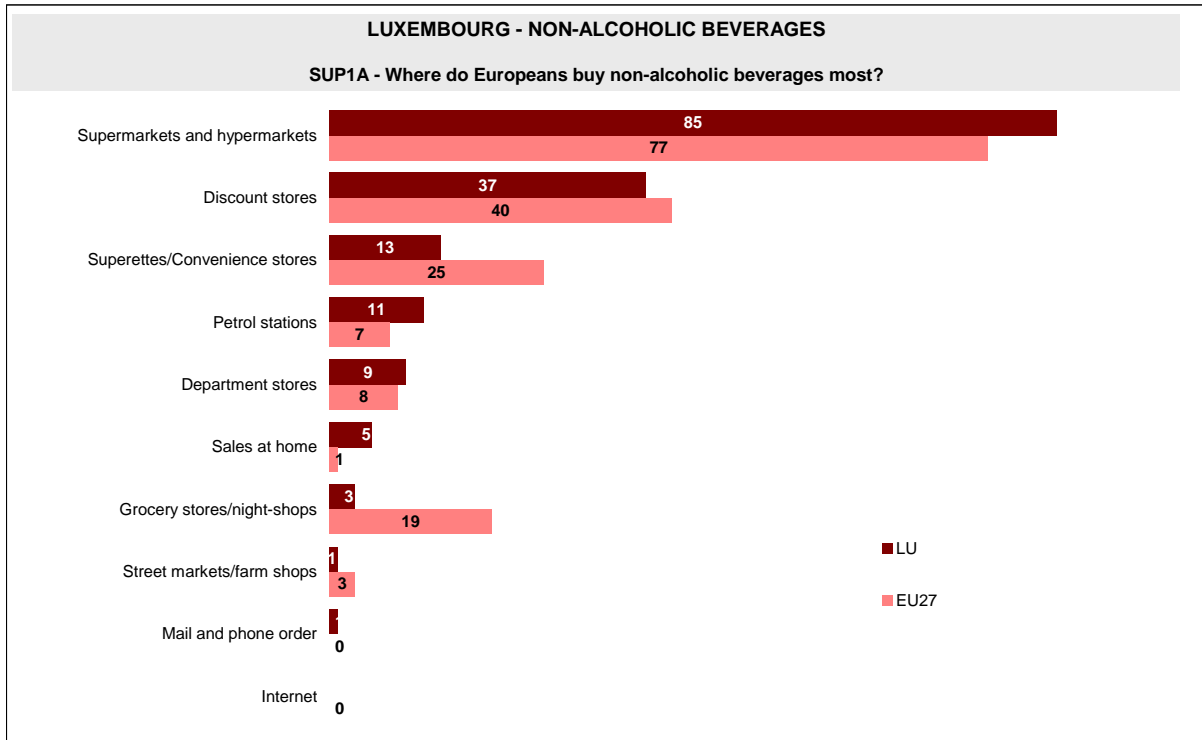 LUXEMBOURG - NON-ALCOHOLIC BEVERAGES
SUP1A - Where do Europeans buy non-alcoholic beverages most?
Supermarkets and hypermarkets
85
77
Discount stores
37
40
Superettes/Convenience stores
13
25
Petrol stations
11
7
Department stores
9
8
Sales at home
5
1
Grocery stores/night-shops
3
19
Street markets/farm shops
1
3
Mail and phone order
1
0
Internet
0
LU
EU27